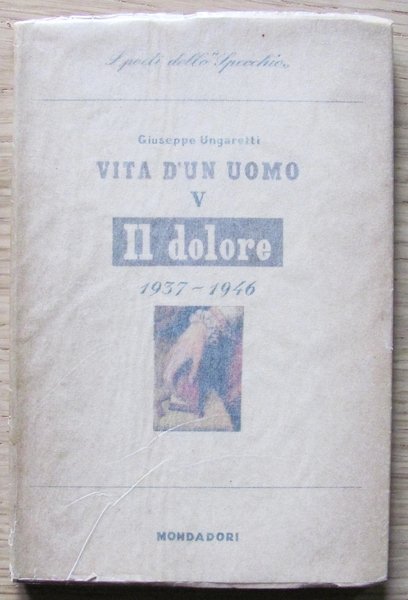 I poeti dello "Specchio"
Giuseppe Ungaretti
VITA D'UN UOMO
V
Il dolore
1937-1946
MONDADORI